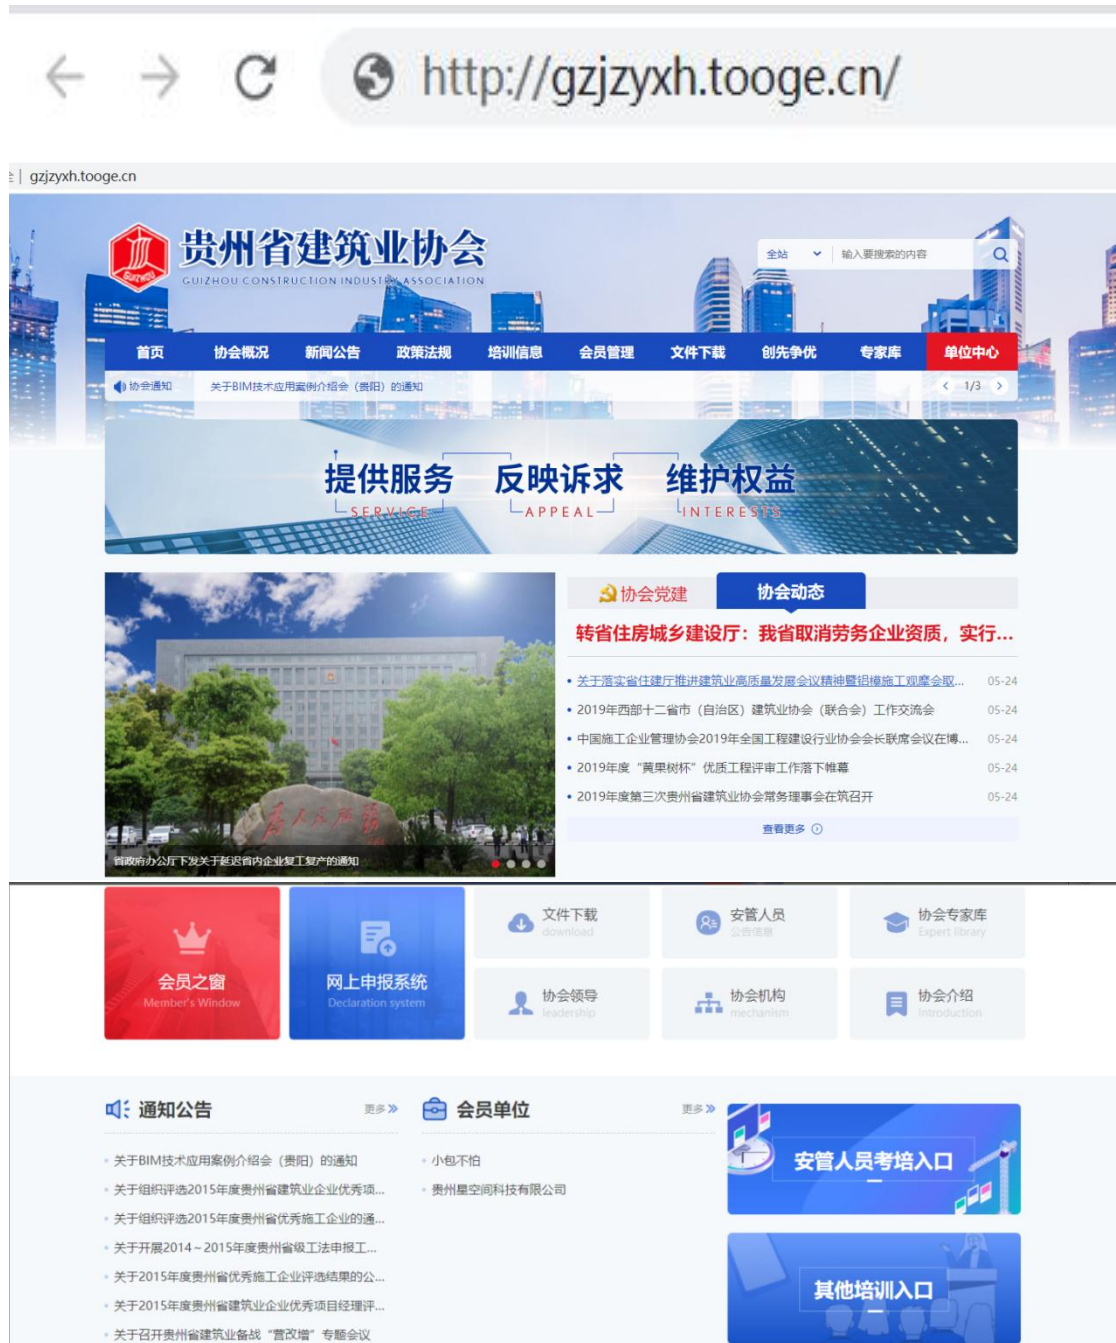 http://gzjzyxh.tooge.cn/
gzjzyxh.tooge.cn
贵州省建筑业协会
GUIZHOU CONSTRUCTION INDUSTRY ASSOCIATION
GUIZHOU
全站 输入要搜索的内容
首页 协会概况 新闻公告 政策法规 培训信息 会员管理 文件下载 创先争优 专家库 单位中心
协会通知 关于BIM技术应用案例介绍会（贵阳）的通知 1/3
提供服务 反映诉求 维护权益
SERVICE APPEAL INTERESTS
协会党建 协会动态
转省住房城乡建设厅：我省取消劳务企业资质，实行...
关于落实省住建厅推进建筑业高质量发展会议精神暨铝模施工观摩会取... 05-24
2019年西部十二省市（自治区）建筑业协会（联合会）工作交流会 05-24
中国施工企业管理协会2019年全国工程建设行业协会会长联席会议在博... 05-24
2019年度“黄果树杯”优质工程评审工作落下帷幕 05-24
2019年度第三次贵州省建筑业协会常务理事会在筑召开 05-24
查看更多
省政府办公厅下发关于延迟省内企业复工复产的通知
会员之窗
Member's Window
网上申报系统
Declaration system
文件下载
download
安管人员
公告信息
协会专家库
Expert library
协会领导
leadership
协会机构
mechanism
协会介绍
Introduction
通知公告 更多
关于BIM技术应用案例介绍会（贵阳）的通知
关于组织评选2015年度贵州省建筑业企业优秀项...
关于组织评选2015年度贵州省优秀施工企业的通...
关于开展2014～2015年度贵州省级工法申报工...
关于2015年度贵州省优秀施工企业评选结果的公...
关于2015年度贵州省建筑业企业优秀项目经理评...
关于召开贵州省建筑业备战“营改增”专题会议
会员单位 更多
小包不怕
贵州星空间科技有限公司
安管人员考培入口
其他培训入口